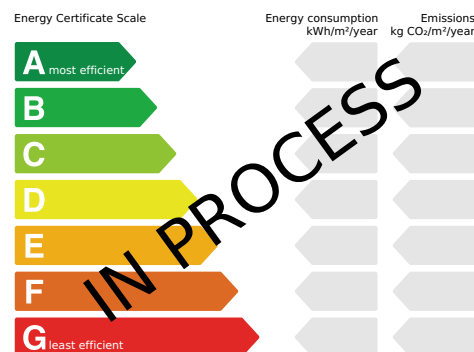 Energy Certificate Scale
Energy consumption
kWh/m²/year
Emissions
kg CO₂/m²/year
A most efficient
B
C
D
E
F
G least efficient
IN PROCESS